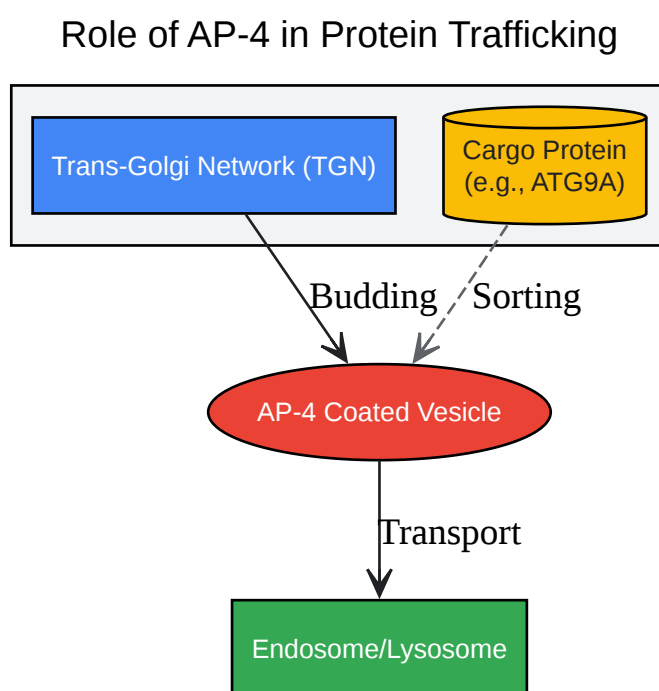 Role of AP-4 in Protein Trafficking
Trans-Golgi Network (TGN)
Cargo Protein
(e.g., ATG9A)
Budding
Sorting
AP-4 Coated Vesicle
Transport
Endosome/Lysosome